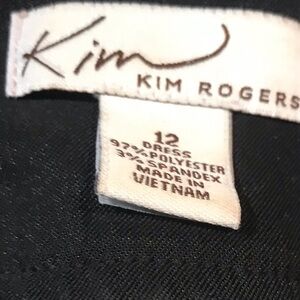 Kim
KIM ROGERS
12
DRESS
97% POLYESTER
3% SPANDEX
MADE IN
VIETNAM